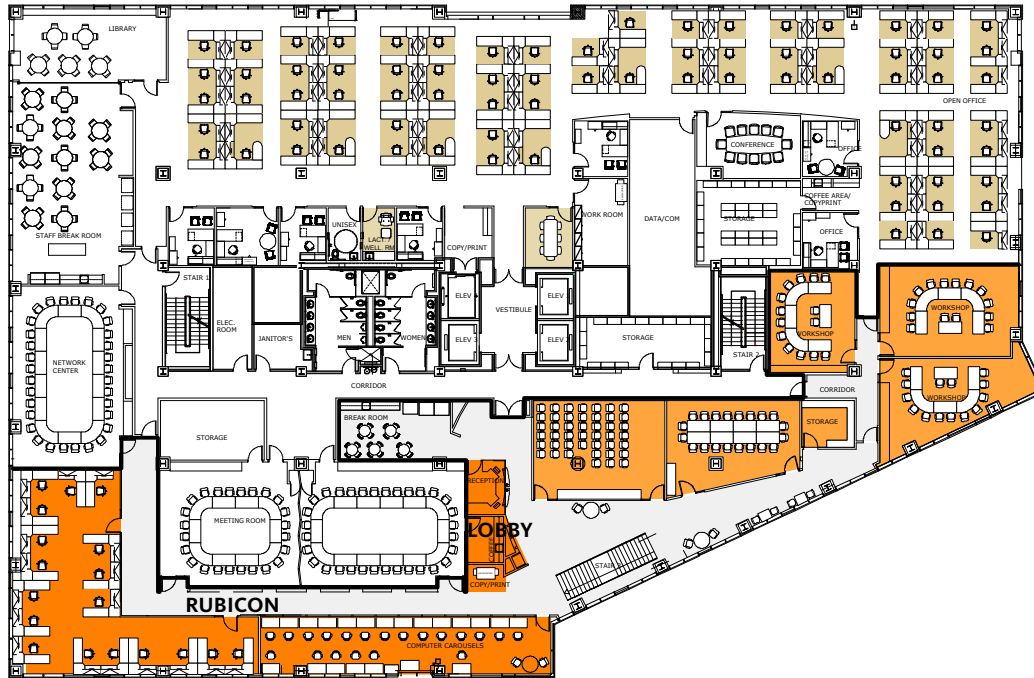 LIBRARY
OPEN OFFICE
CONFERENCE
OFFICE
COFFEE AREA/
COPYPRINT
WORK ROOM
DATA/COM
STORAGE
OFFICE
UNISEX
LACT. /
WELL. RM
COPY/PRINT
STAFF BREAK ROOM
STAIR 1
ELEC.
ROOM
JANITOR'S
MEN
WOMEN
ELEV
ELEV 3
VESTIBULE
ELEV
ELEV
STORAGE
STAIR 2
WORKSHOP
WORKSHOP
WORKSHOP
NETWORK
CENTER
CORRIDOR
CORRIDOR
BREAK ROOM
STORAGE
STORAGE
RECEPTION
LOBBY
MEETING ROOM
COPY/PRINT
STAIR
RUBICON
COMPUTER CAROUSELS